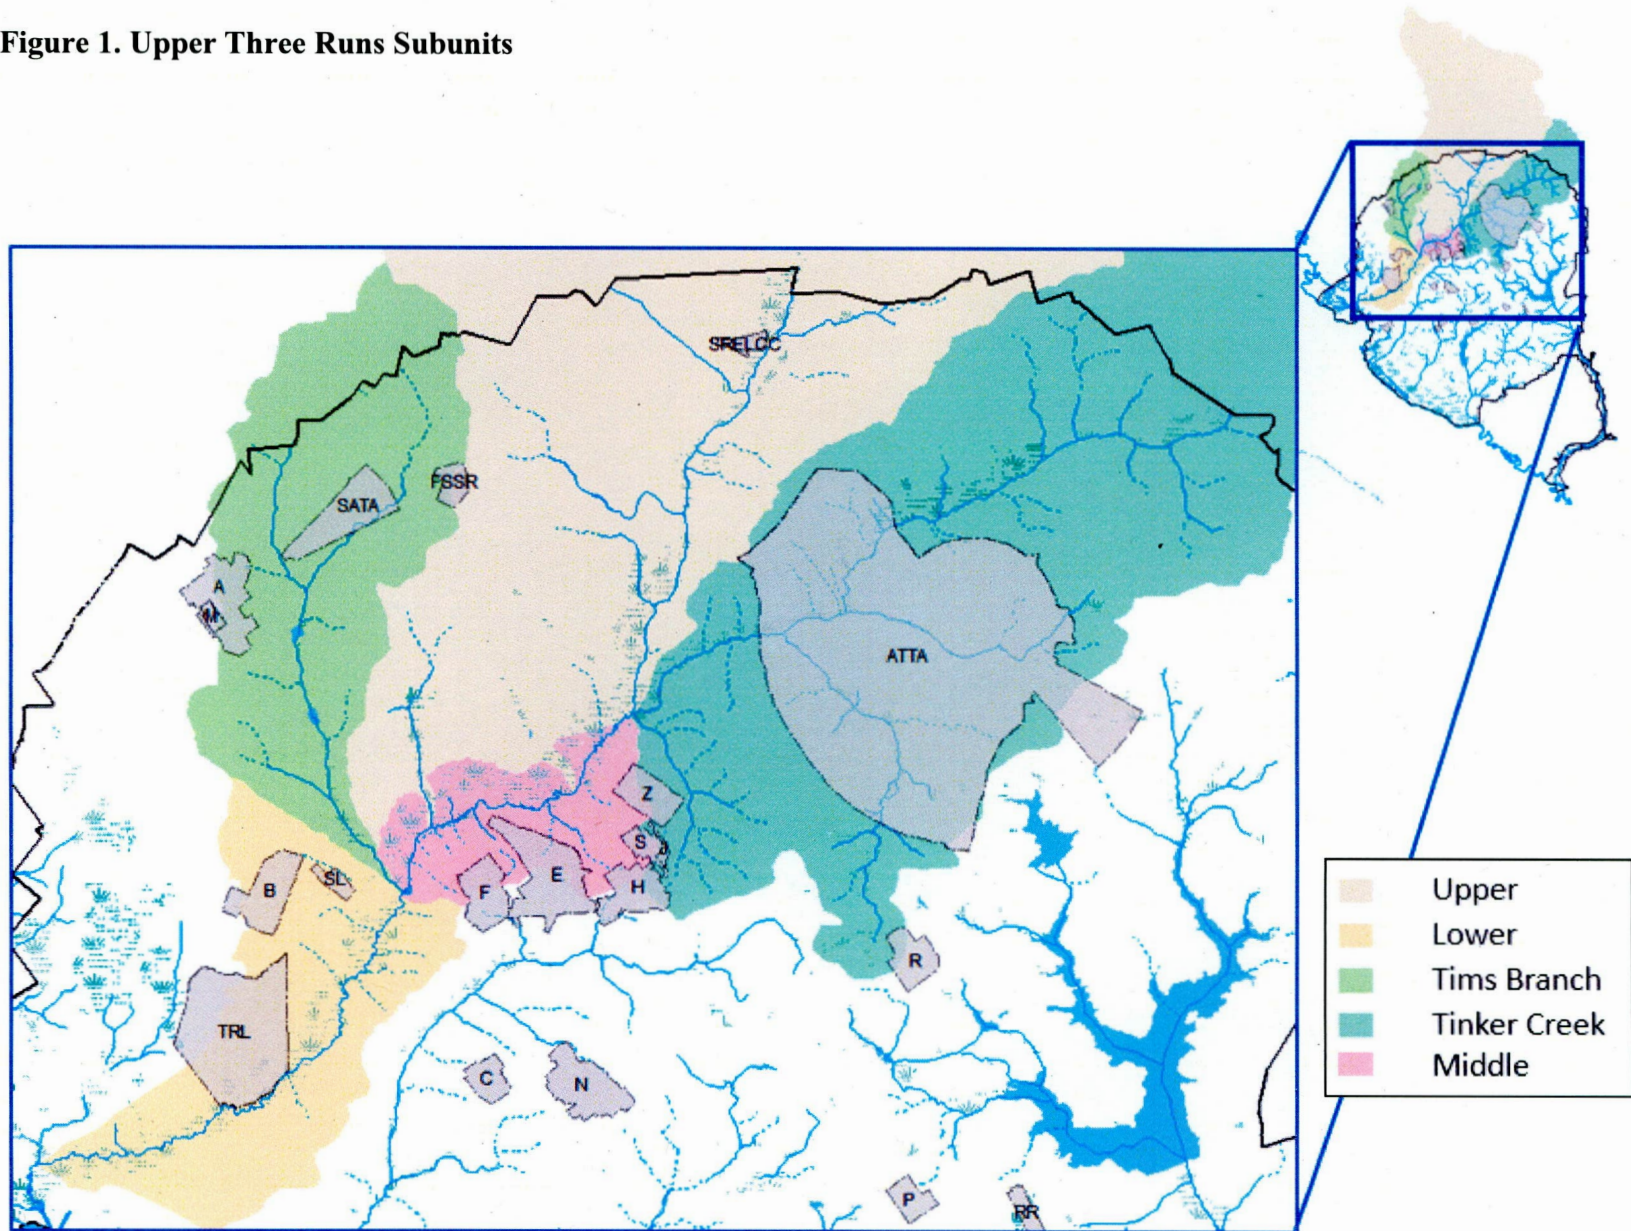 Figure 1. Upper Three Runs Subunits
SRELCC
FSSR
SATA
A
M
ATTA
Z
S
E
H
F
B
SL
R
TRL
C
N
P
RR
Upper
Lower
Tims Branch
Tinker Creek
Middle